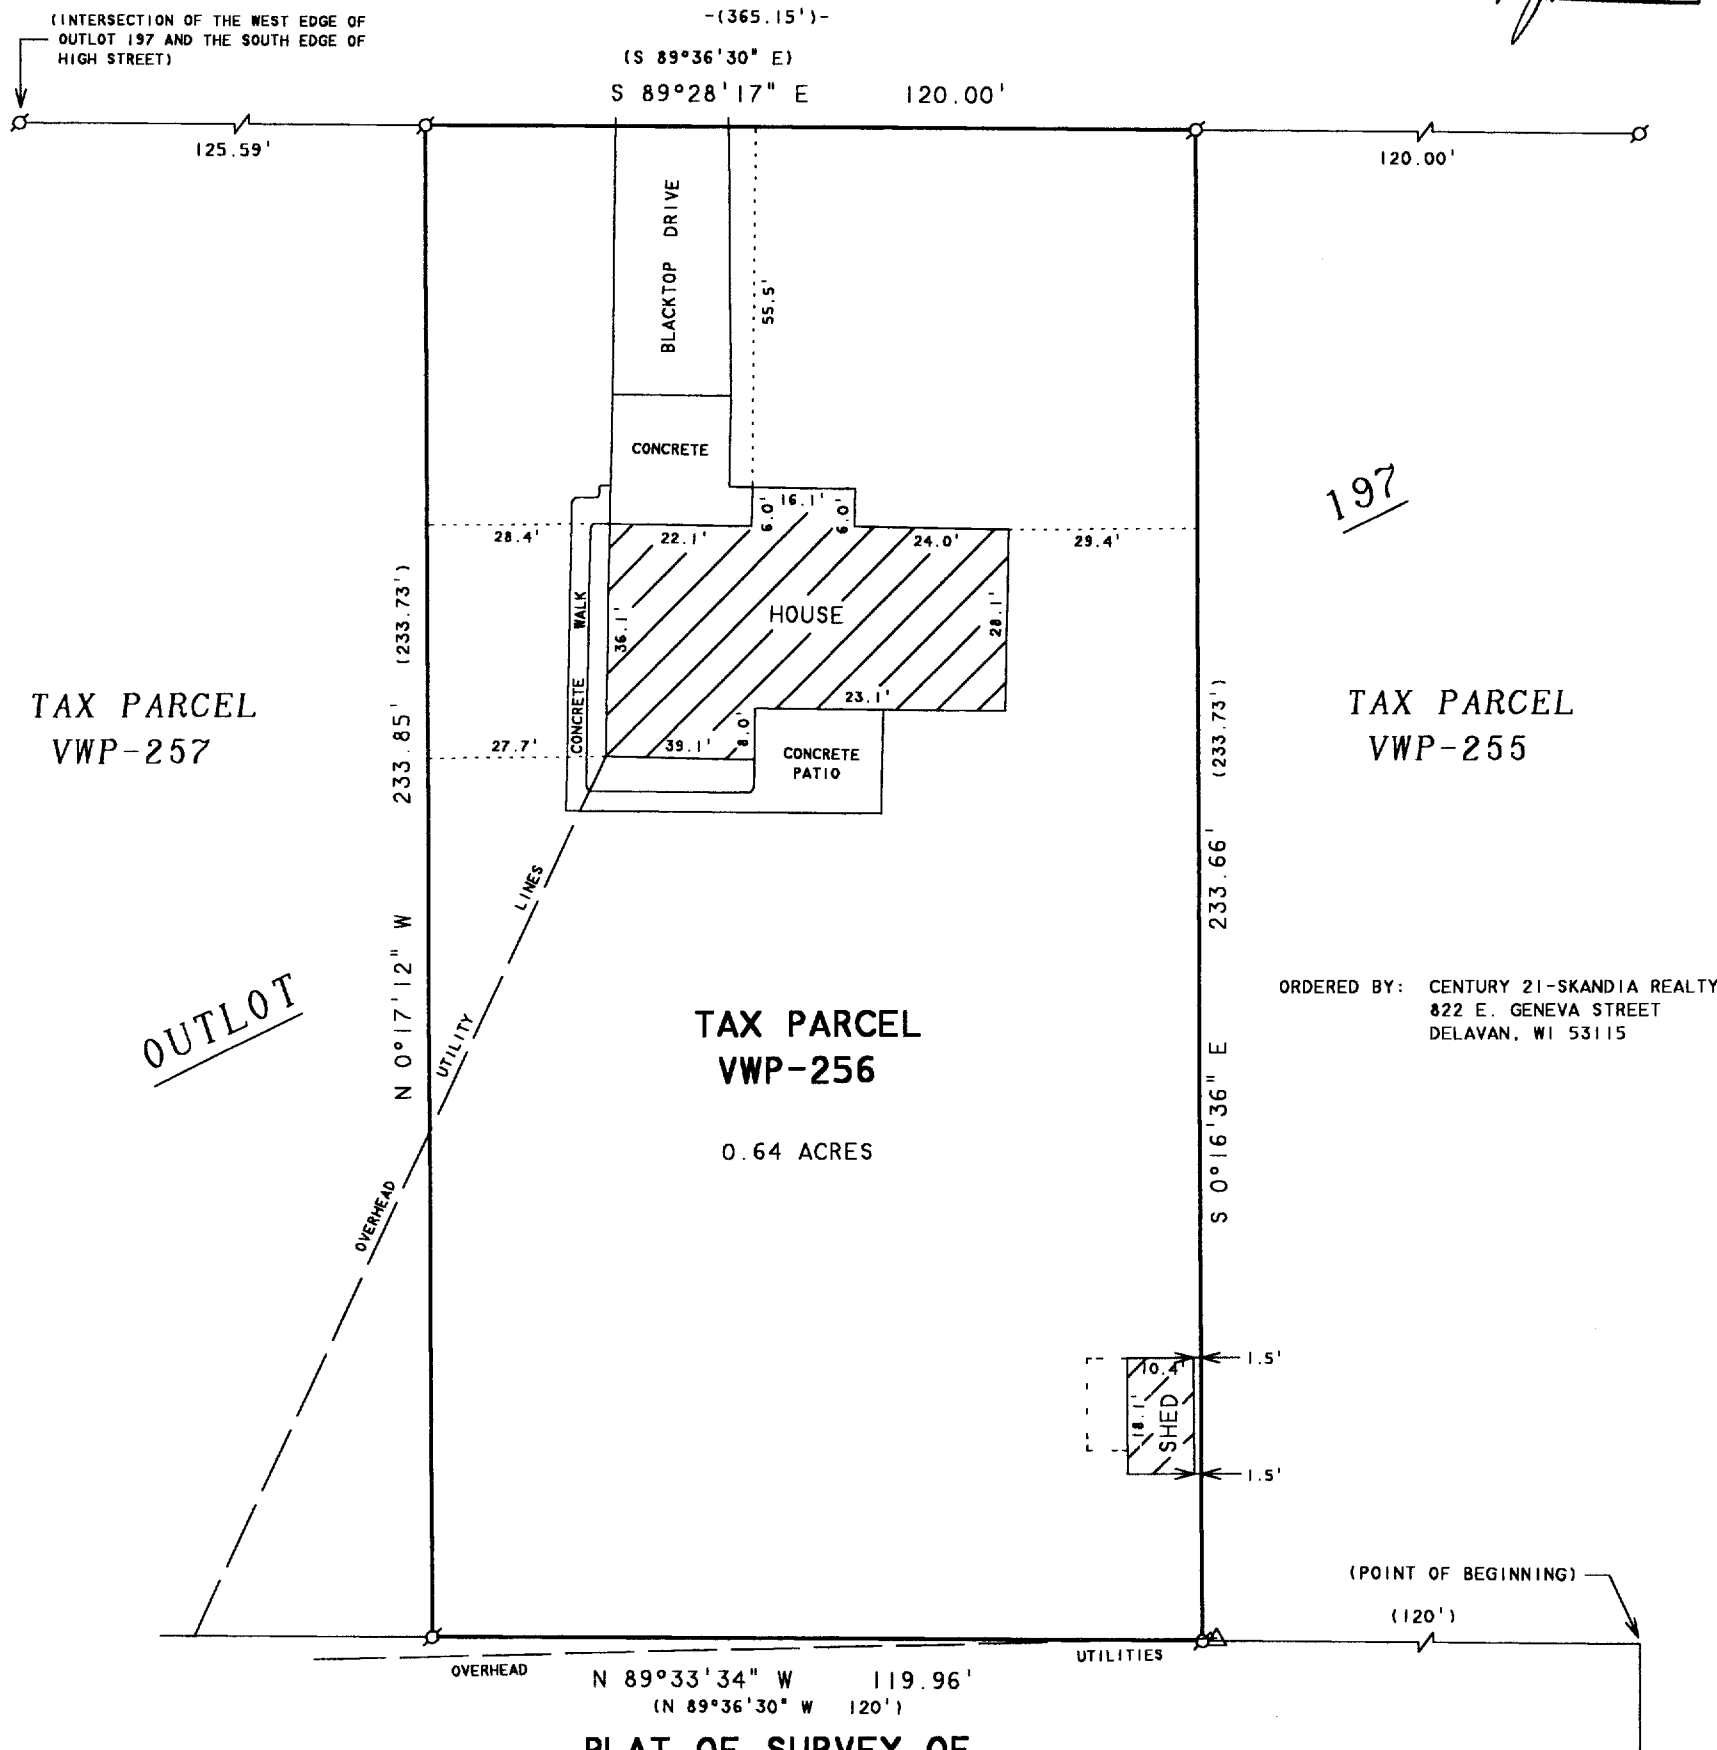 (INTERSECTION OF THE WEST EDGE OF
OUTLOT 197 AND THE SOUTH EDGE OF
HIGH STREET)
-(365.15')-
(S 89°36'30" E)
S 89°28'17" E 120.00'
125.59'
120.00'
BLACKTOP DRIVE
55.5'
CONCRETE
197
6.0'
16.1'
6.0'
28.4'
22.1'
24.0'
29.4'
(233.73')
CONCRETE WALK
36.1'
HOUSE
28.1'
23.1'
TAX PARCEL
VWP-257
233.85'
27.7'
39.1'
8.0'
CONCRETE
PATIO
(233.73')
TAX PARCEL
VWP-255
233.66'
N 0°17'12" W
OVERHEAD UTILITY LINES
OUTLOT
TAX PARCEL
VWP-256
0.64 ACRES
S 0°16'36" E
ORDERED BY: CENTURY 21-SKANDIA REALTY
822 E. GENEVA STREET
DELAVAN, WI 53115
1.5'
10.4'
18.1'
SHED
1.5'
(POINT OF BEGINNING)
(120')
OVERHEAD UTILITIES
N 89°33'34" W 119.96'
(N 89°36'30" W 120')
PLAT OF SURVEY OF